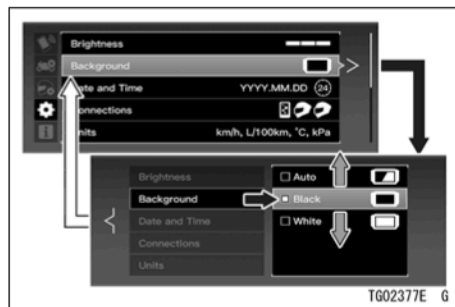 Brightness
Background
Date and Time YYYY.MM.DD 24
Connections
Units km/h, L/100km, °C, kPa
Brightness
Background
Date and Time
Connections
Units
Auto
Black
White
TG02377E G